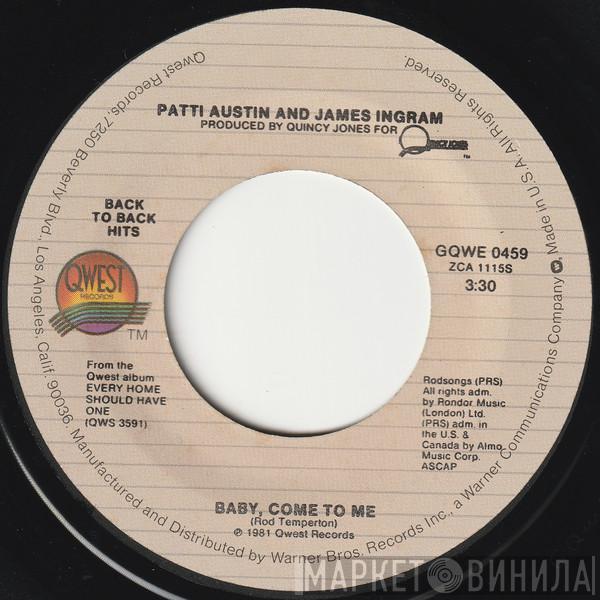 PATTI AUSTIN AND JAMES INGRAM
PRODUCED BY QUINCY JONES FOR
TM
BACK
TO BACK
HITS
QWEST
RECORDS
TM
GQWE 0459
ZCA 1115S
3:30
From the
Qwest album
EVERY HOME
SHOULD HAVE
ONE
(QWS 3591)
Rodsongs (PRS)
All rights adm.
by Rondor Music
(London) Ltd.
(PRS) adm. in
the U.S. &
Canada by Almo
Music Corp.
ASCAP
BABY, COME TO ME
(Rod Temperton)
℗ 1981 Qwest Records
Qwest Records, 7250 Beverly Blvd., Los Angeles, Calif. 90036. Manufactured and Distributed by Warner Bros. Records Inc., a Warner Communications Company Made in U.S.A. All Rights Reserved.
МАРКЕТ ВИНИЛА